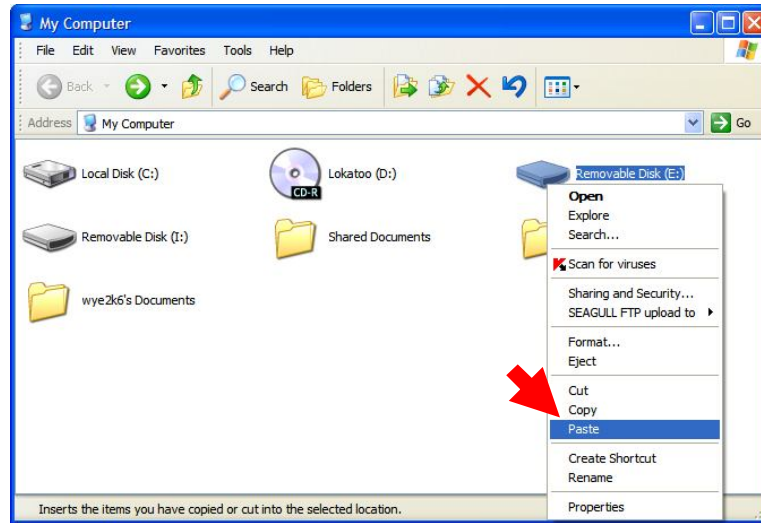 My Computer
File Edit View Favorites Tools Help
Back Search Folders
Address My Computer Go
Local Disk (C:)
Lokatoo (D:)
CD-R
Removable Disk (E:)
Removable Disk (I:)
Shared Documents
wye2k6's Documents
Open
Explore
Search...
Scan for viruses
Sharing and Security...
SEAGULL FTP upload to
Format...
Eject
Cut
Copy
Paste
Create Shortcut
Rename
Properties
Inserts the items you have copied or cut into the selected location.